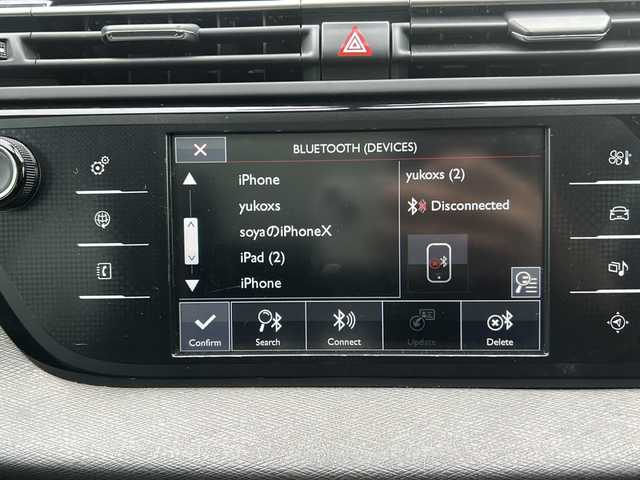 BLUETOOTH (DEVICES)
iPhone
yukoxs
soyaのiPhoneX
iPad (2)
iPhone
yukoxs (2)
Disconnected
Confirm
Search
Connect
Update
Delete